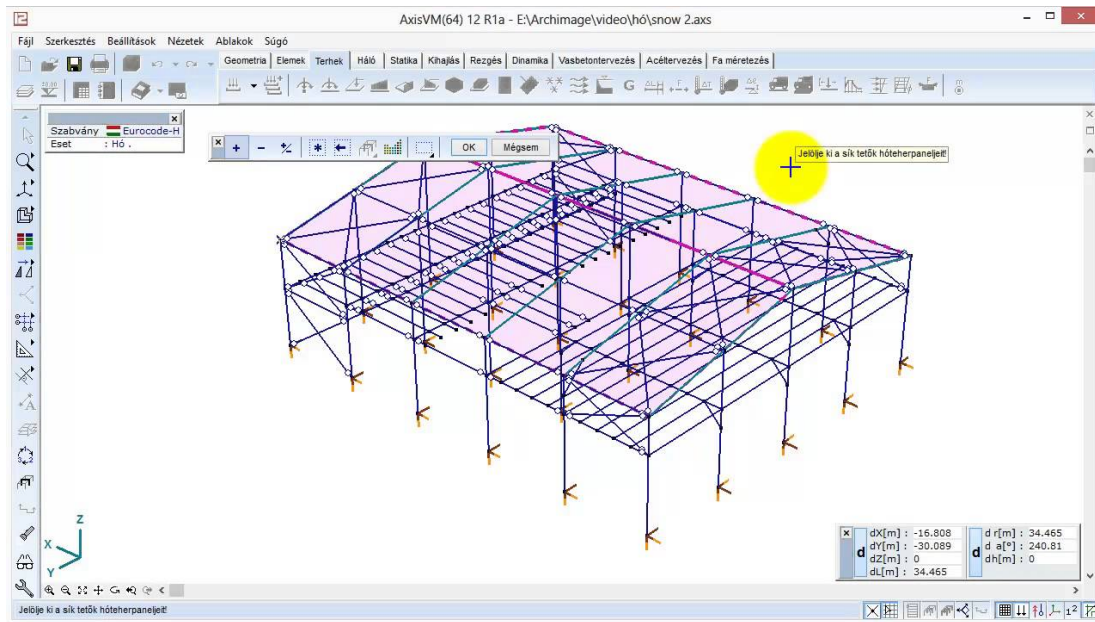 AxisVM(64) 12 R1a - E:\Archimage\video\hó\snow 2.axs
Fájl Szerkesztés Beállítások Nézetek Ablakok Súgó
Geometria Elemek Terhek Háló Statika Kihajlás Rezgés Dinamika Vasbetontervezés Acéltervezés Fa méretezés
Szabvány Eurocode-H
Eset : Hó .
OK Mégsem
Jelölje ki a sík tetők hóteherpaneljeit!
Z
X
Y
d
dX[m] : -16.808
dY[m] : -30.089
dZ[m] : 0
dL[m] : 34.465
d
d r[m] : 34.465
d a[°] : 240.81
dh[m] : 0
Jelölje ki a sík tetők hóteherpaneljeit!